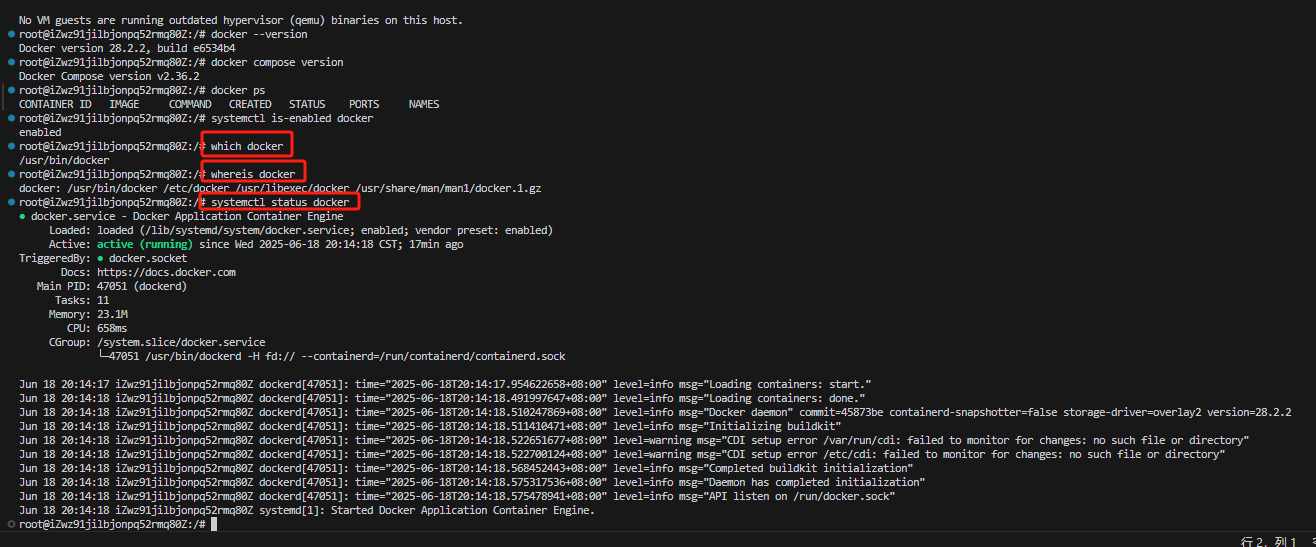 No VM guests are running outdated hypervisor (qemu) binaries on this host.
root@iZwz91jilbjonpq52rmq80Z:/# docker --version
Docker version 28.2.2, build e6534b4
root@iZwz91jilbjonpq52rmq80Z:/# docker compose version
Docker Compose version v2.36.2
root@iZwz91jilbjonpq52rmq80Z:/# docker ps
CONTAINER ID   IMAGE     COMMAND   CREATED   STATUS    PORTS     NAMES
root@iZwz91jilbjonpq52rmq80Z:/# systemctl is-enabled docker
enabled
root@iZwz91jilbjonpq52rmq80Z:/# which docker
/usr/bin/docker
root@iZwz91jilbjonpq52rmq80Z:/# whereis docker
docker: /usr/bin/docker /etc/docker /usr/libexec/docker /usr/share/man/man1/docker.1.gz
root@iZwz91jilbjonpq52rmq80Z:/# systemctl status docker
● docker.service - Docker Application Container Engine
Loaded: loaded (/lib/systemd/system/docker.service; enabled; vendor preset: enabled)
Active: active (running) since Wed 2025-06-18 20:14:18 CST; 17min ago
TriggeredBy: ● docker.socket
Docs: https://docs.docker.com
Main PID: 47051 (dockerd)
Tasks: 11
Memory: 23.1M
CPU: 658ms
CGroup: /system.slice/docker.service
└─47051 /usr/bin/dockerd -H fd:// --containerd=/run/containerd/containerd.sock
Jun 18 20:14:17 iZwz91jilbjonpq52rmq80Z dockerd[47051]: time="2025-06-18T20:14:17.954622658+08:00" level=info msg="Loading containers: start."
Jun 18 20:14:18 iZwz91jilbjonpq52rmq80Z dockerd[47051]: time="2025-06-18T20:14:18.491997647+08:00" level=info msg="Loading containers: done."
Jun 18 20:14:18 iZwz91jilbjonpq52rmq80Z dockerd[47051]: time="2025-06-18T20:14:18.510247869+08:00" level=info msg="Docker daemon" commit=45873be containerd-snapshotter=false storage-driver=overlay2 version=28.2.2
Jun 18 20:14:18 iZwz91jilbjonpq52rmq80Z dockerd[47051]: time="2025-06-18T20:14:18.511410471+08:00" level=info msg="Initializing buildkit"
Jun 18 20:14:18 iZwz91jilbjonpq52rmq80Z dockerd[47051]: time="2025-06-18T20:14:18.522651677+08:00" level=warning msg="CDI setup error /var/run/cdi: failed to monitor for changes: no such file or directory"
Jun 18 20:14:18 iZwz91jilbjonpq52rmq80Z dockerd[47051]: time="2025-06-18T20:14:18.522700124+08:00" level=warning msg="CDI setup error /etc/cdi: failed to monitor for changes: no such file or directory"
Jun 18 20:14:18 iZwz91jilbjonpq52rmq80Z dockerd[47051]: time="2025-06-18T20:14:18.568452443+08:00" level=info msg="Completed buildkit initialization"
Jun 18 20:14:18 iZwz91jilbjonpq52rmq80Z dockerd[47051]: time="2025-06-18T20:14:18.575317536+08:00" level=info msg="Daemon has completed initialization"
Jun 18 20:14:18 iZwz91jilbjonpq52rmq80Z dockerd[47051]: time="2025-06-18T20:14:18.575478941+08:00" level=info msg="API listen on /run/docker.sock"
Jun 18 20:14:18 iZwz91jilbjonpq52rmq80Z systemd[1]: Started Docker Application Container Engine.
root@iZwz91jilbjonpq52rmq80Z:/#
行 2, 列 1